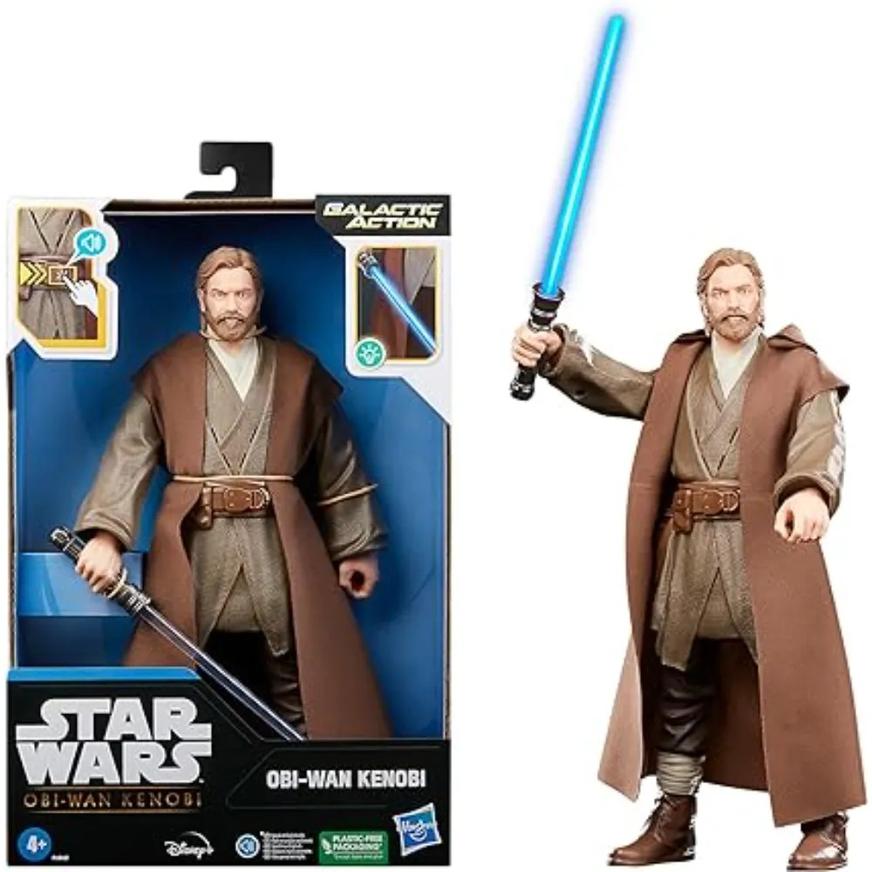 GALACTIC
ACTION
STAR
WARS
OBI-WAN KENOBI
OBI-WAN KENOBI
4+
Disney+
PLASTIC-FREE
PACKAGING*
Hasbro